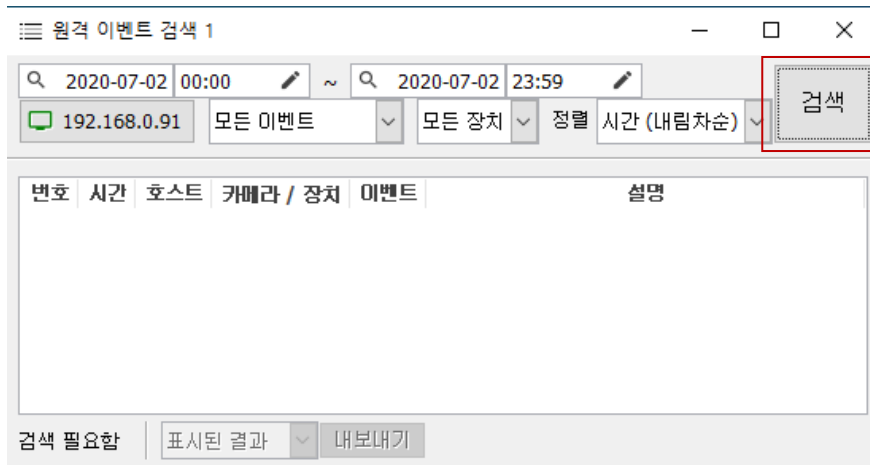 원격 이벤트 검색 1
2020-07-02 00:00 ~ 2020-07-02 23:59
192.168.0.91 모든 이벤트 모든 장치 정렬 시간 (내림차순) 검색
번호 시간 호스트 카메라 / 장치 이벤트 설명
검색 필요함 표시된 결과 내보내기